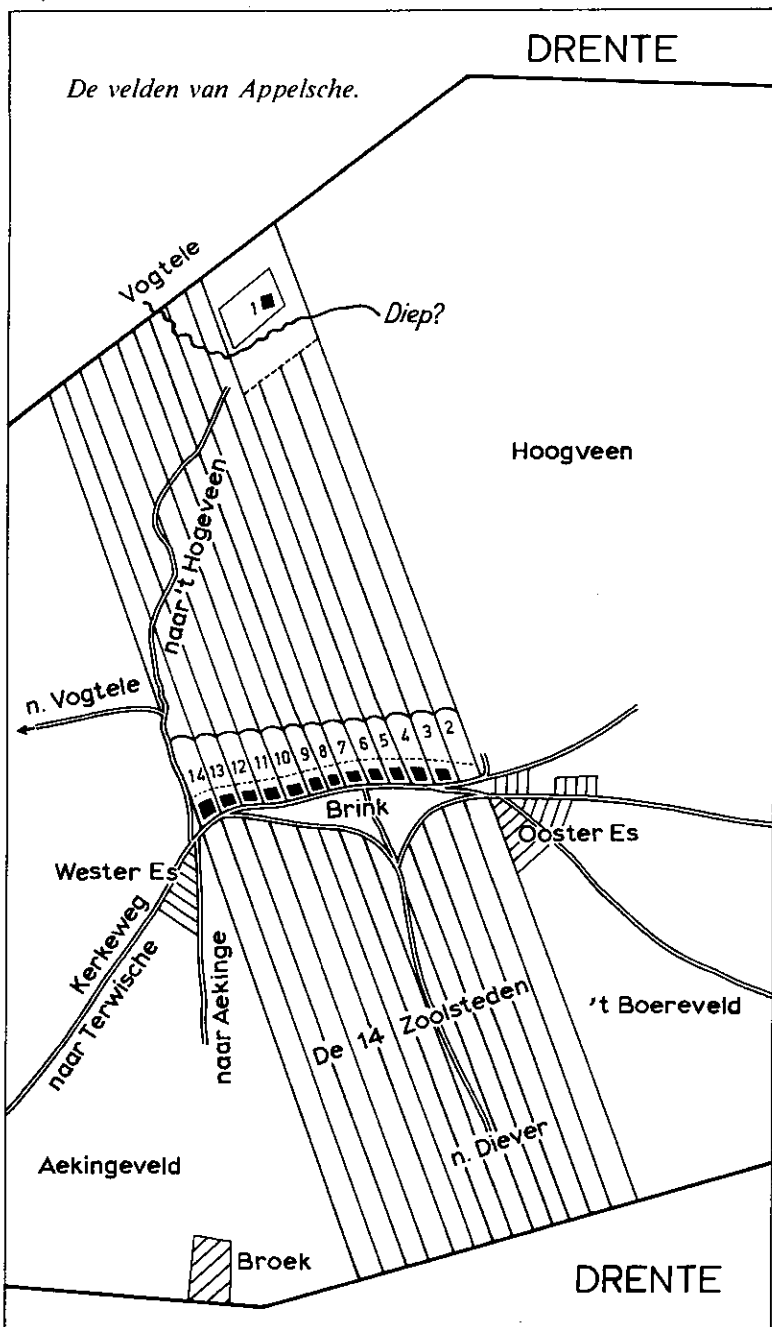 DRENTE
De velden van Appelsche.
Vogtele
1
Diep?
Hoogveen
naar 't Hogeveen
n. Vogtele
14 13 12 11 10 9 8 7 6 5 4 3 2
Brink
Ooster Es
Wester Es
Kerkeweg
naar Terwische
naar Aekinge
De 14 Zoolsteden
't Boereveld
n. Diever
Aekingeveld
Broek
DRENTE